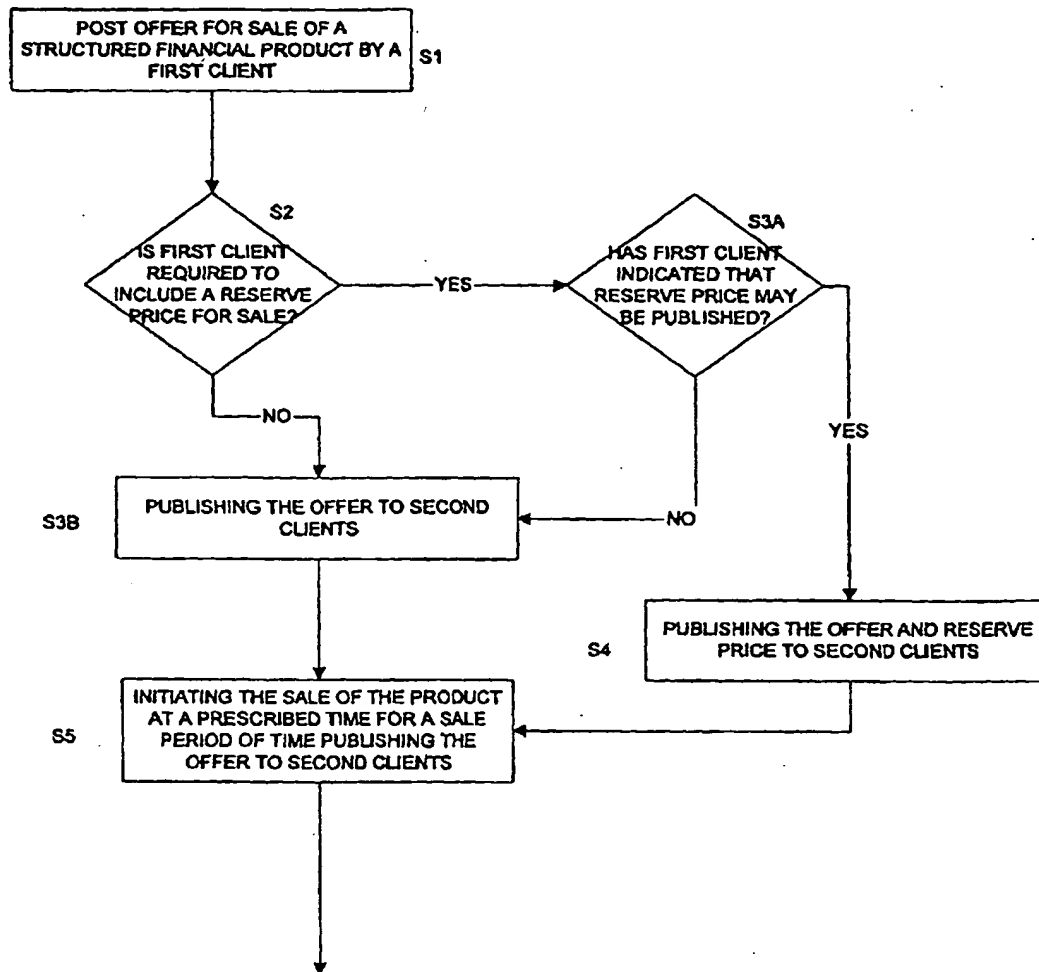 POST OFFER FOR SALE OF A
STRUCTURED FINANCIAL PRODUCT BY A
FIRST CLIENT
S1
S2
IS FIRST CLIENT
REQUIRED TO
INCLUDE A RESERVE
PRICE FOR SALE?
YES
S3A
HAS FIRST CLIENT
INDICATED THAT
RESERVE PRICE MAY
BE PUBLISHED?
NO
YES
S3B
PUBLISHING THE OFFER TO SECOND
CLIENTS
NO
S4
PUBLISHING THE OFFER AND RESERVE
PRICE TO SECOND CLIENTS
S5
INITIATING THE SALE OF THE PRODUCT
AT A PRESCRIBED TIME FOR A SALE
PERIOD OF TIME PUBLISHING THE
OFFER TO SECOND CLIENTS